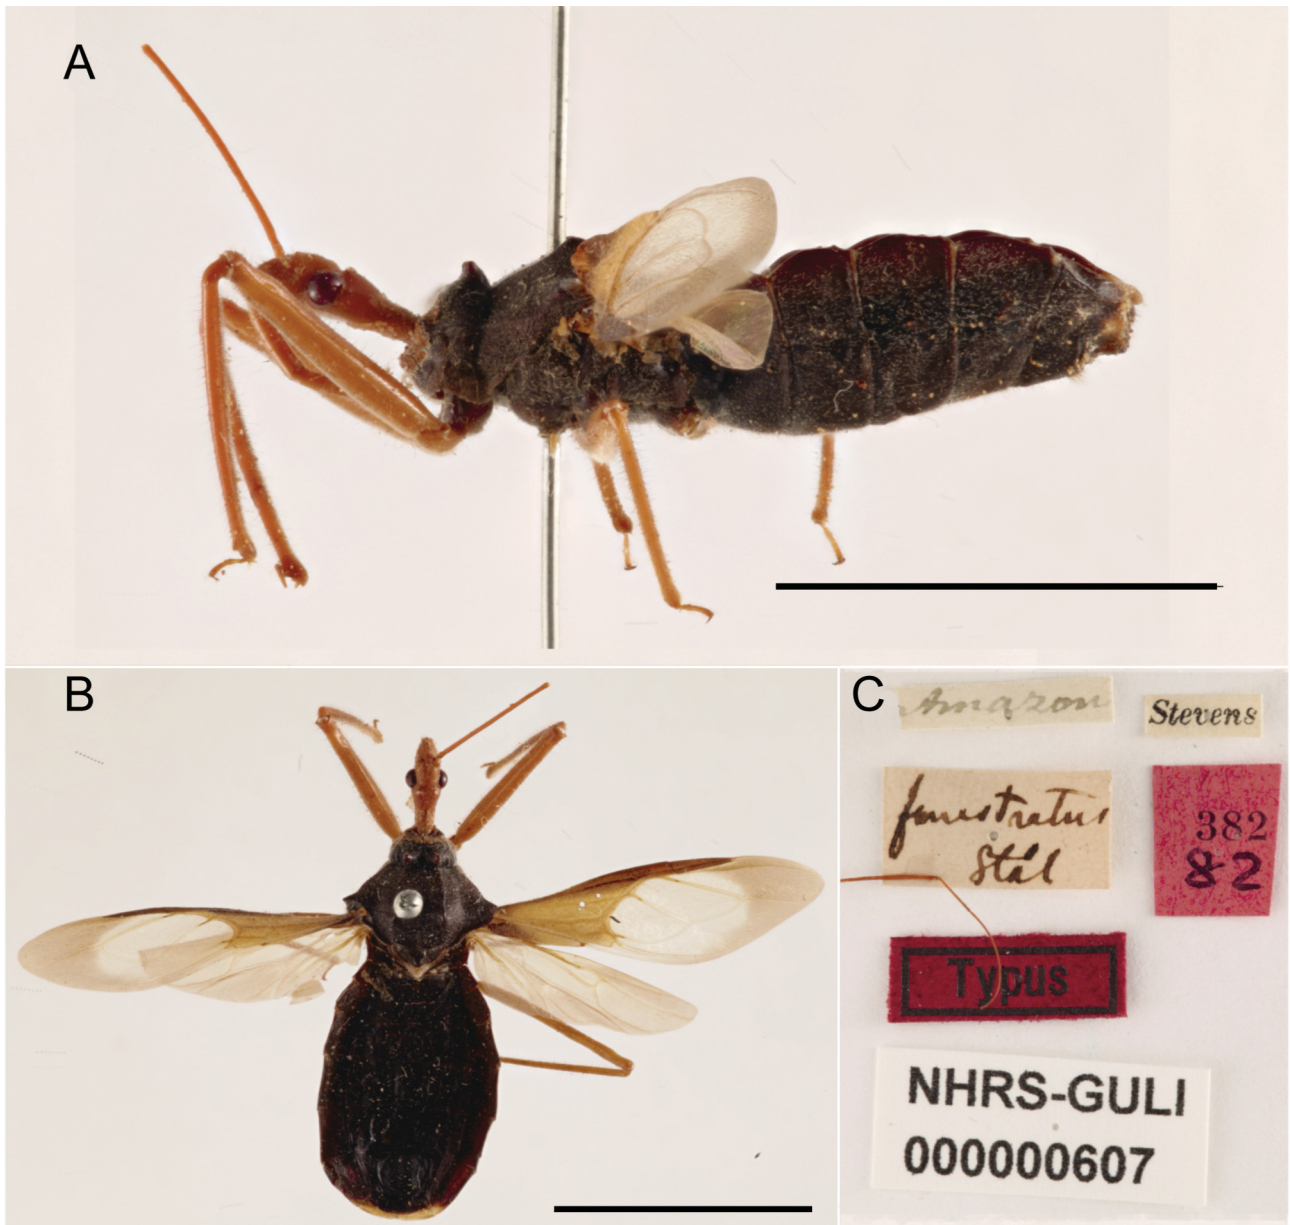 A
B
C
Amazon
Stevens
fenestratus
Stål
382
82
Typus
NHRS-GULI
000000607